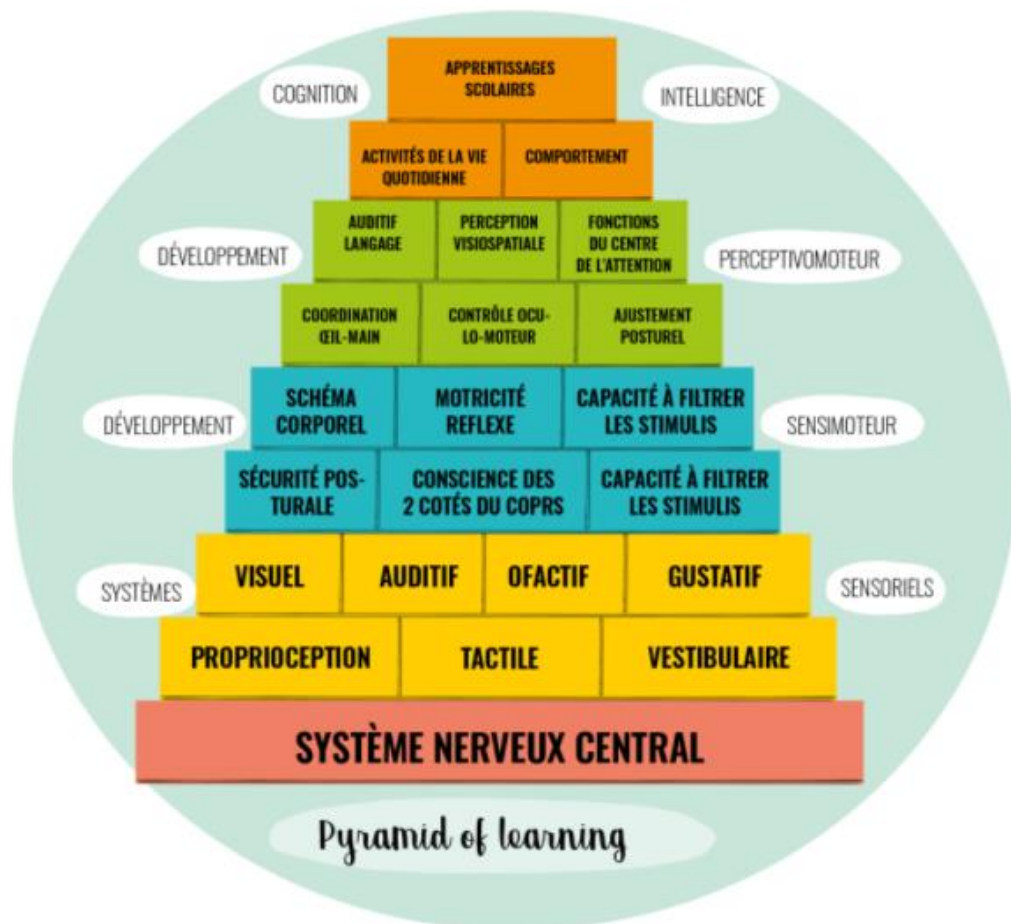 APPRENTISSAGES
SCOLAIRES
COGNITION
INTELLIGENCE
ACTIVITÉS DE LA VIE
QUOTIDIENNE
COMPORTEMENT
AUDITIF
LANGAGE
PERCEPTION
VISIOSPATIALE
FONCTIONS
DU CENTRE
DE L'ATTENTION
DÉVELOPPEMENT
PERCEPTIVOMOTEUR
COORDINATION
ŒIL-MAIN
CONTRÔLE OCU-
LO-MOTEUR
AJUSTEMENT
POSTUREL
SCHÉMA
CORPOREL
MOTRICITÉ
REFLEXE
CAPACITÉ À FILTRER
LES STIMULIS
DÉVELOPPEMENT
SENSIMOTEUR
SÉCURITÉ POS-
TURALE
CONSCIENCE DES
2 COTÉS DU COPRS
CAPACITÉ À FILTRER
LES STIMULIS
VISUEL
AUDITIF
OFACTIF
GUSTATIF
SYSTÈMES
SENSORIELS
PROPRIOCEPTION
TACTILE
VESTIBULAIRE
SYSTÈME NERVEUX CENTRAL
Pyramid of learning